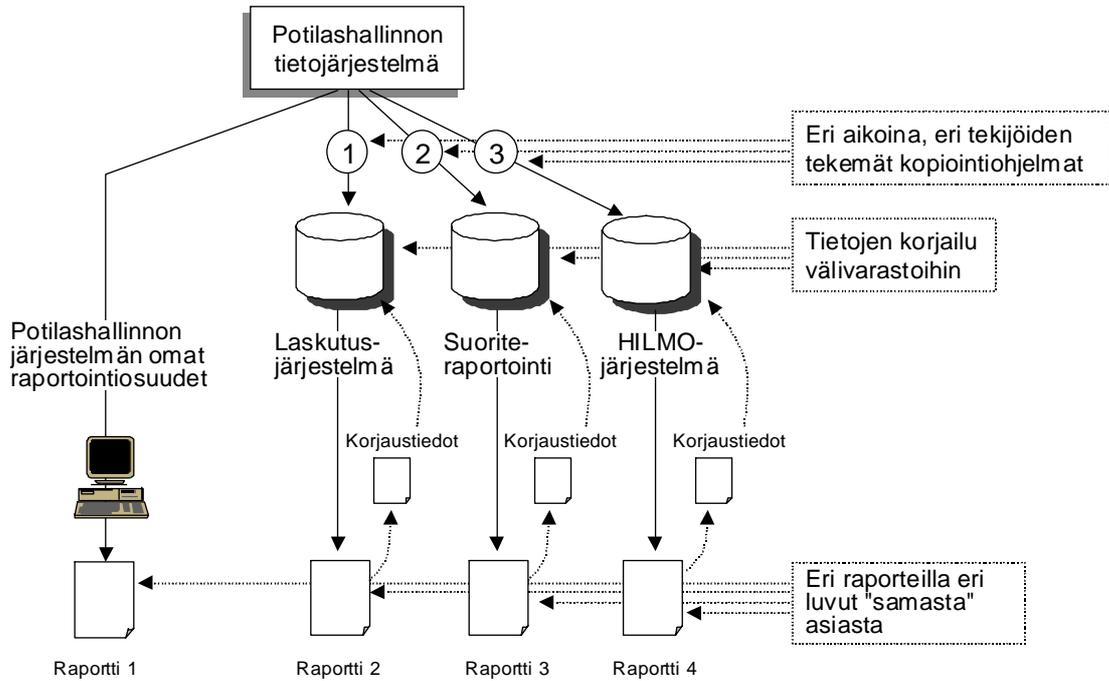 Potilashallinnon
tietojärjestelmä
1
2
3
Eri aikoina, eri tekijöiden
tekemät kopiointiohjelmat
Tietojen korjailu
välivarastoihin
Potilashallinnon
järjestelmän omat
raportointiosuudet
Laskutus-
järjestelmä
Suorite-
raportointi
HILMO-
järjestelmä
Korjaustiedot
Korjaustiedot
Korjaustiedot
Eri raporteilla eri
luvut "samasta"
asiasta
Raportti 1
Raportti 2
Raportti 3
Raportti 4